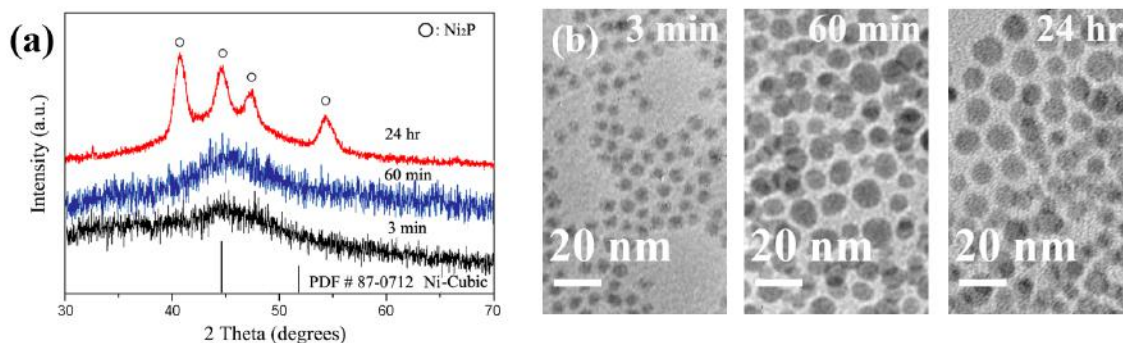 (a)
○: Ni₂P
24 hr
60 min
3 min
PDF # 87-0712 Ni-Cubic
Intensity (a.u.)
30 40 50 60 70
2 Theta (degrees)
(b) 3 min 60 min 24 hr
20 nm 20 nm 20 nm